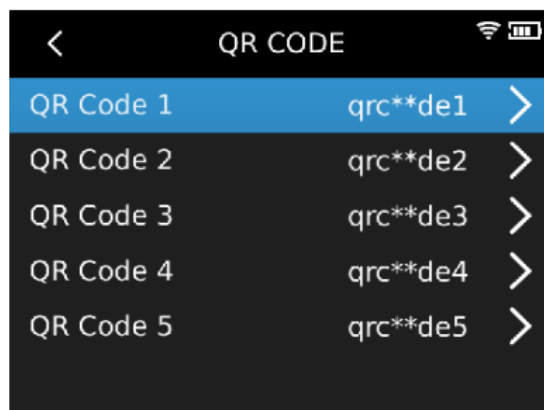 QR CODE
QR Code 1 qrc**de1
QR Code 2 qrc**de2
QR Code 3 qrc**de3
QR Code 4 qrc**de4
QR Code 5 qrc**de5